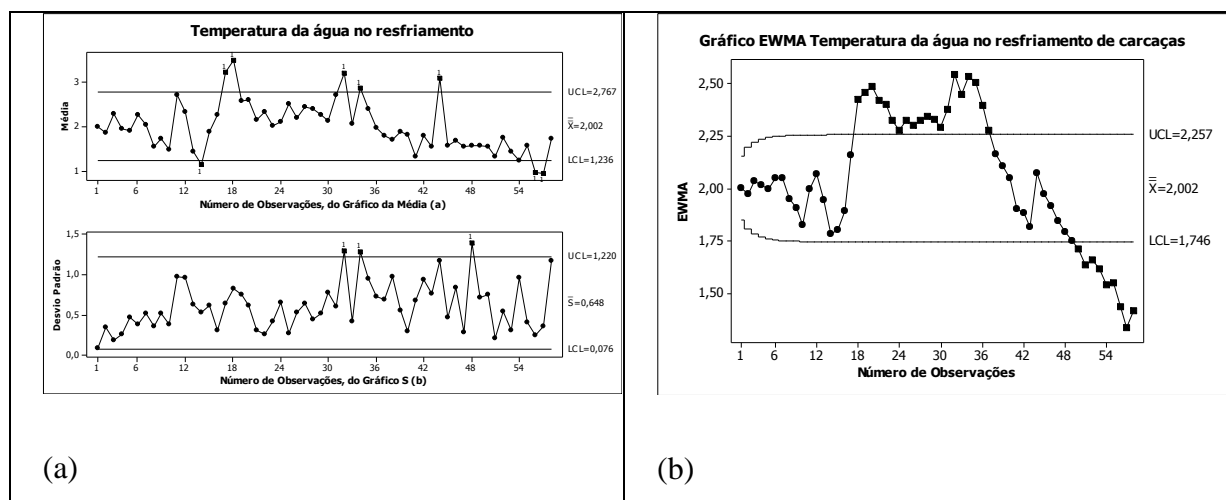 Temperatura da água no resfriamento
Média
3
2
1
1
1
1
1
1
1
1
1
UCL=2,767
X=2,002
LCL=1,236
1 6 12 18 24 30 36 42 48 54
Número de Observações, do Gráfico da Média (a)
Desvio Padrão
1,5
1,0
0,5
0,0
1
1
1
UCL=1,220
S=0,648
LCL=0,076
1 6 12 18 24 30 36 42 48 54
Número de Observações, do Gráfico S (b)
(a)
Gráfico EWMA Temperatura da água no resfriamento de carcaças
EWMA
2,50
2,25
2,00
1,75
1,50
UCL=2,257
X=2,002
LCL=1,746
1 6 12 18 24 30 36 42 48 54
Número de Observações
(b)